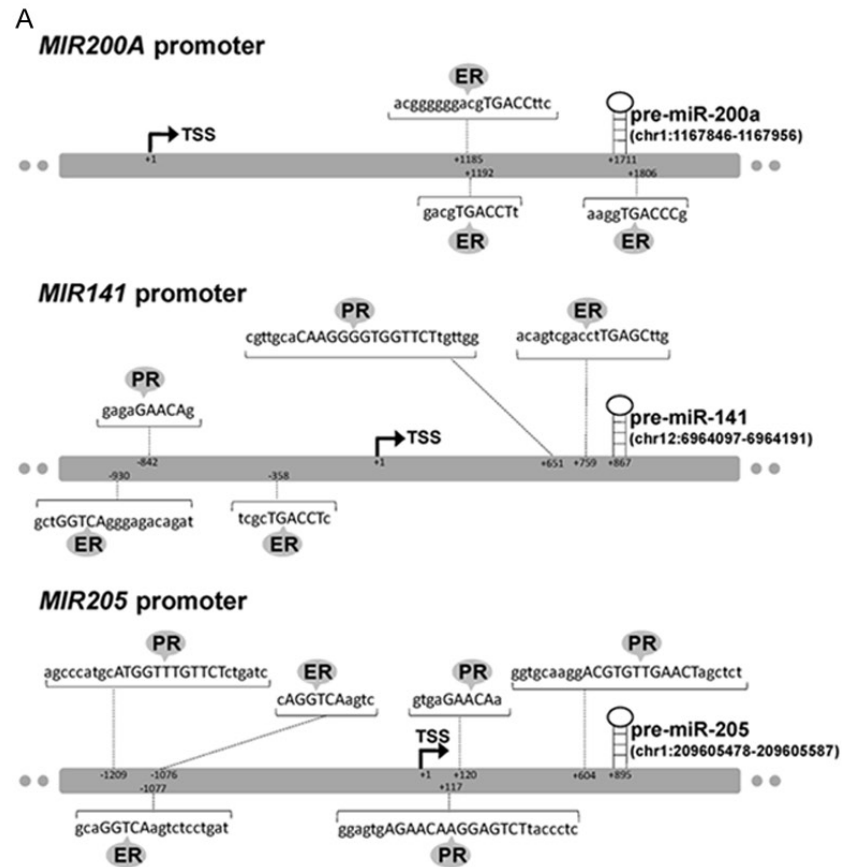 A
MIR200A promoter
ER
acggggggacgTGACCttc
TSS
pre-miR-200a
(chr1:1167846-1167956)
+1
+1185
+1711
+1192
+1806
gacgTGACCTt
aaggTGACCCg
ER
ER
MIR141 promoter
PR
ER
cgttgcaCAAGGGGTGGTTCTtgttgg
acagtcgacctTGAGCttg
PR
gagaGAACAg
TSS
pre-miR-141
(chr12:6964097-6964191)
-842
+1
+651
+759
+867
-930
-358
gctGGTCAgggagacagat
tcgcTGACCTc
ER
ER
MIR205 promoter
PR
ER
PR
PR
agcccatgcATGGTTTGTTCTctgatc
ggtgcaaggACGTGTTGAACTagctct
cAGGTCAagtc
gtgaGAACAa
TSS
pre-miR-205
(chr1:209605478-209605587)
-1209
-1076
+1
+120
+604
+895
-1077
+117
gcaGGTCAagtctcctgat
ggagtgAGAACAAGGAGTCTtaccctc
ER
PR